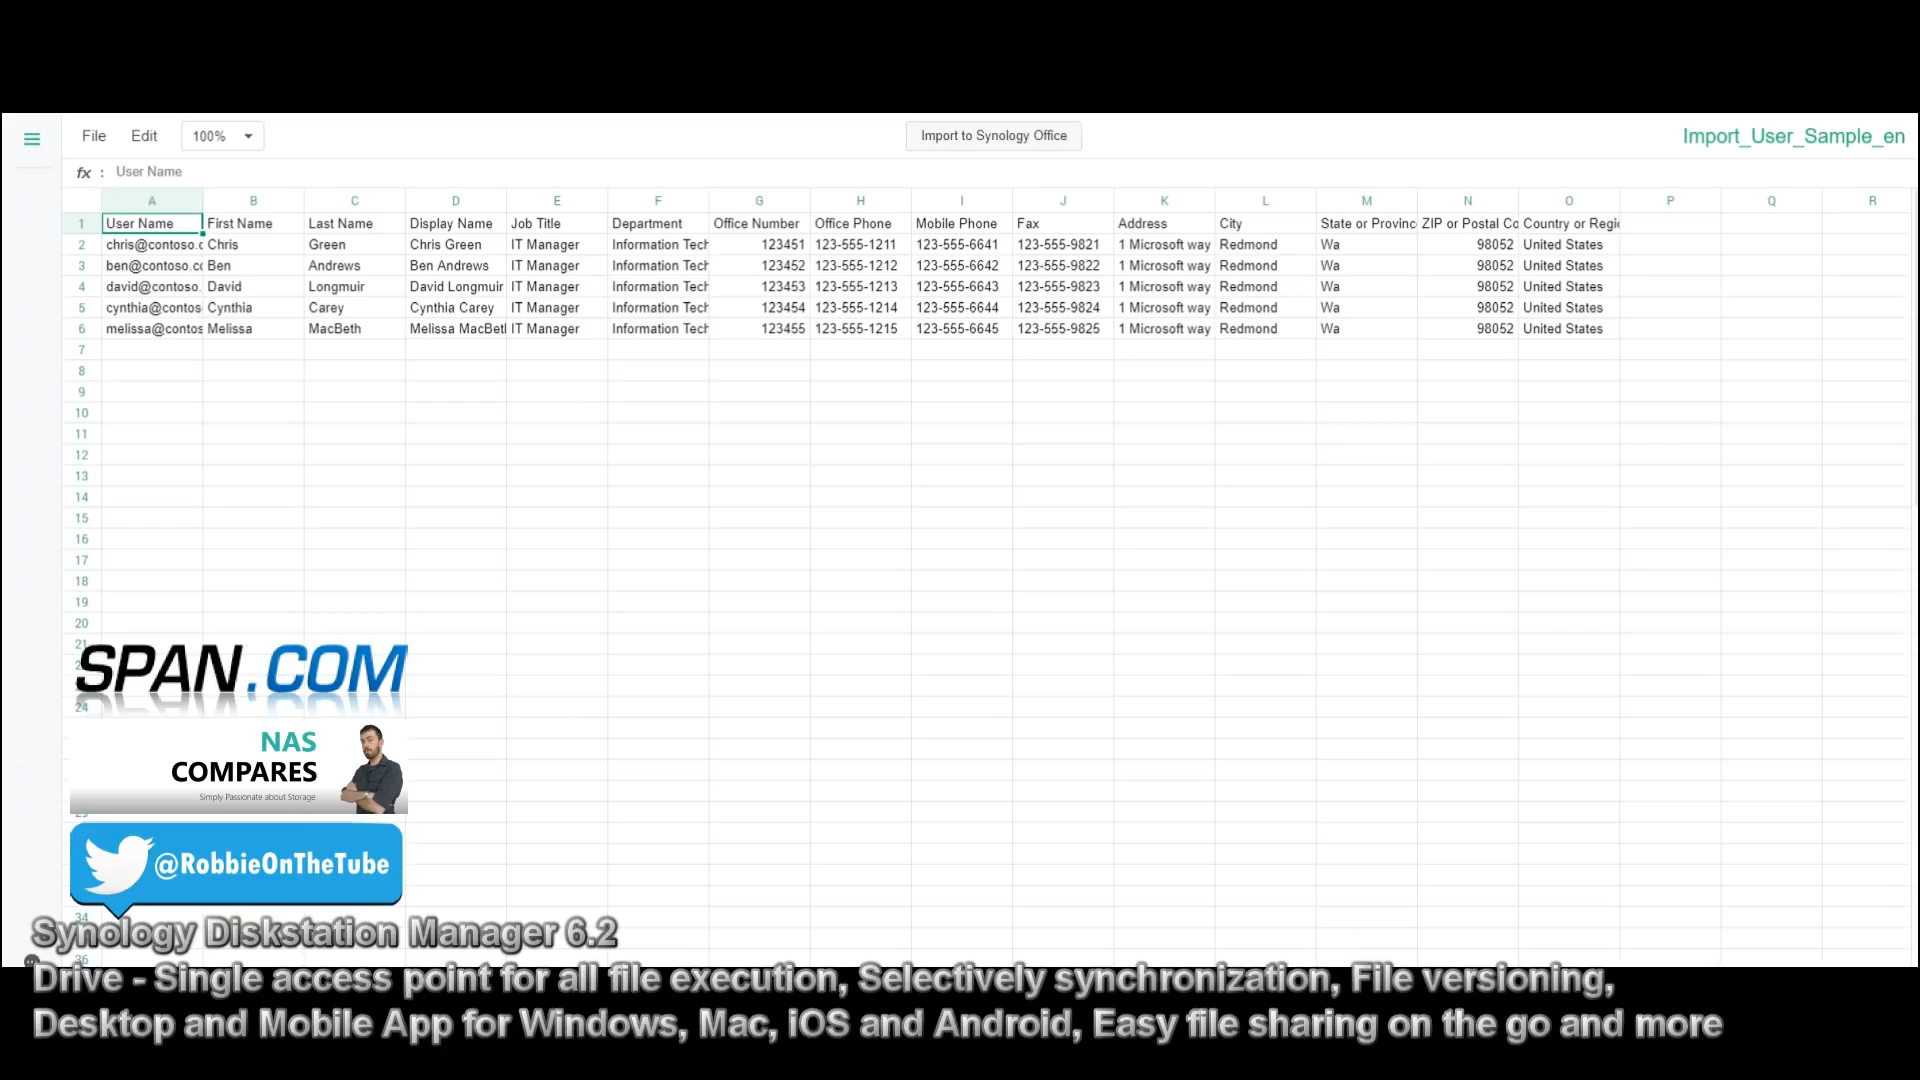 File Edit 100% Import to Synology Office Import_User_Sample_en
fx : User Name
A B C D E F G H I J K L M N O P Q R
1 User Name First Name Last Name Display Name Job Title Department Office Number Office Phone Mobile Phone Fax Address City State or Provinc ZIP or Postal Co Country or Regi
2 chris@contoso.c Chris Green Chris Green IT Manager Information Tech 123451 123-555-1211 123-555-6641 123-555-9821 1 Microsoft way Redmond Wa 98052 United States
3 ben@contoso.co Ben Andrews Ben Andrews IT Manager Information Tech 123452 123-555-1212 123-555-6642 123-555-9822 1 Microsoft way Redmond Wa 98052 United States
4 david@contoso. David Longmuir David Longmuir IT Manager Information Tech 123453 123-555-1213 123-555-6643 123-555-9823 1 Microsoft way Redmond Wa 98052 United States
5 cynthia@contos Cynthia Carey Cynthia Carey IT Manager Information Tech 123454 123-555-1214 123-555-6644 123-555-9824 1 Microsoft way Redmond Wa 98052 United States
6 melissa@contos Melissa MacBeth Melissa MacBet IT Manager Information Tech 123455 123-555-1215 123-555-6645 123-555-9825 1 Microsoft way Redmond Wa 98052 United States
7
8
9
10
11
12
13
14
15
16
17
18
19
20
21
SPAN.COM
24
NAS
COMPARES
Simply Passionate about Storage
@RobbieOnTheTube
34
Synology Diskstation Manager 6.2
36
Drive - Single access point for all file execution, Selectively synchronization, File versioning,
Desktop and Mobile App for Windows, Mac, iOS and Android, Easy file sharing on the go and more